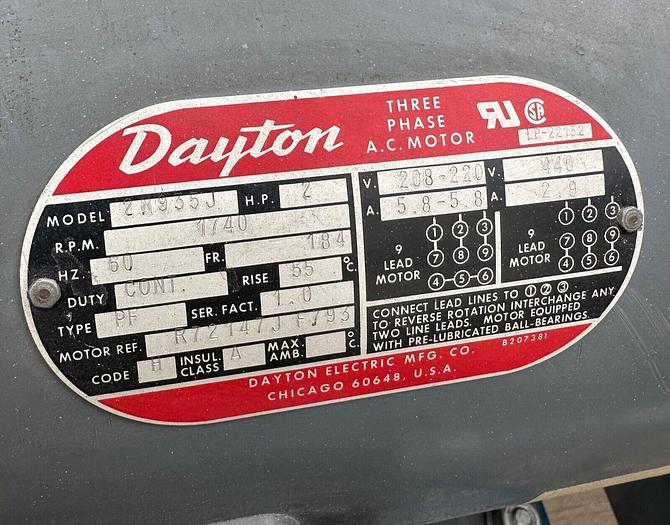 Dayton
THREE
PHASE
A.C. MOTOR
LR-22132
MODEL 2N935J H.P. 2
R.P.M. 1740
HZ. 60 FR. 184
DUTY CONT. RISE 55 °C.
TYPE PF SER. FACT. 1.0
MOTOR REF. R72147J F793
CODE H INSUL. CLASS A MAX. AMB. °C.
V. 208-220 V. 440
A. 5.8-5.8 A. 2.9
9 LEAD MOTOR
1 2 3
7 8 9
4 5 6
9 LEAD MOTOR
1 2 3
7 8 9
4 5 6
CONNECT LEAD LINES TO 1 2 3
TO REVERSE ROTATION INTERCHANGE ANY
TWO LINE LEADS. MOTOR EQUIPPED
WITH PRE-LUBRICATED BALL-BEARINGS.
B207381
DAYTON ELECTRIC MFG. CO.
CHICAGO 60648, U.S.A.